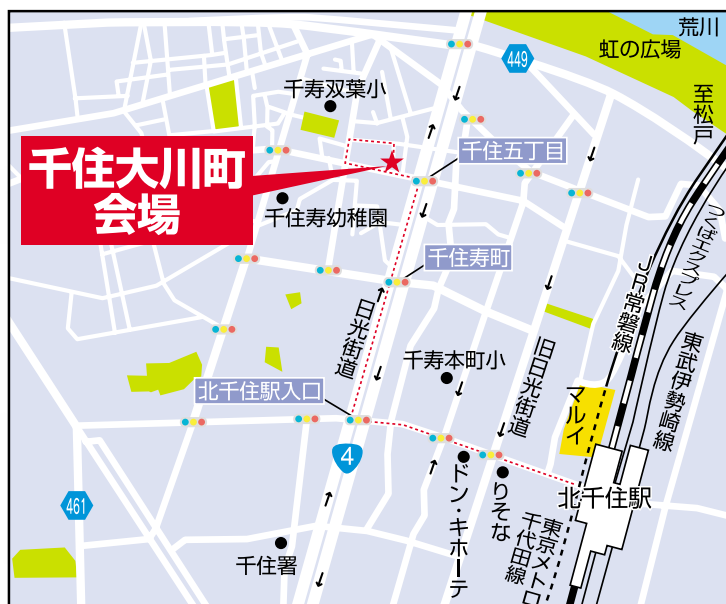 荒川
虹の広場
449
至松戸
千寿双葉小
千住五丁目
千住大川町
会場
千住寿幼稚園
つくばエクスプレス
千住寿町
JR常磐線
日光街道
旧日光街道
東武伊勢崎線
千寿本町小
北千住駅入口
マルイ
4
461
北千住駅
りそな
ドン・キホーテ
東京メトロ
千代田線
千住署